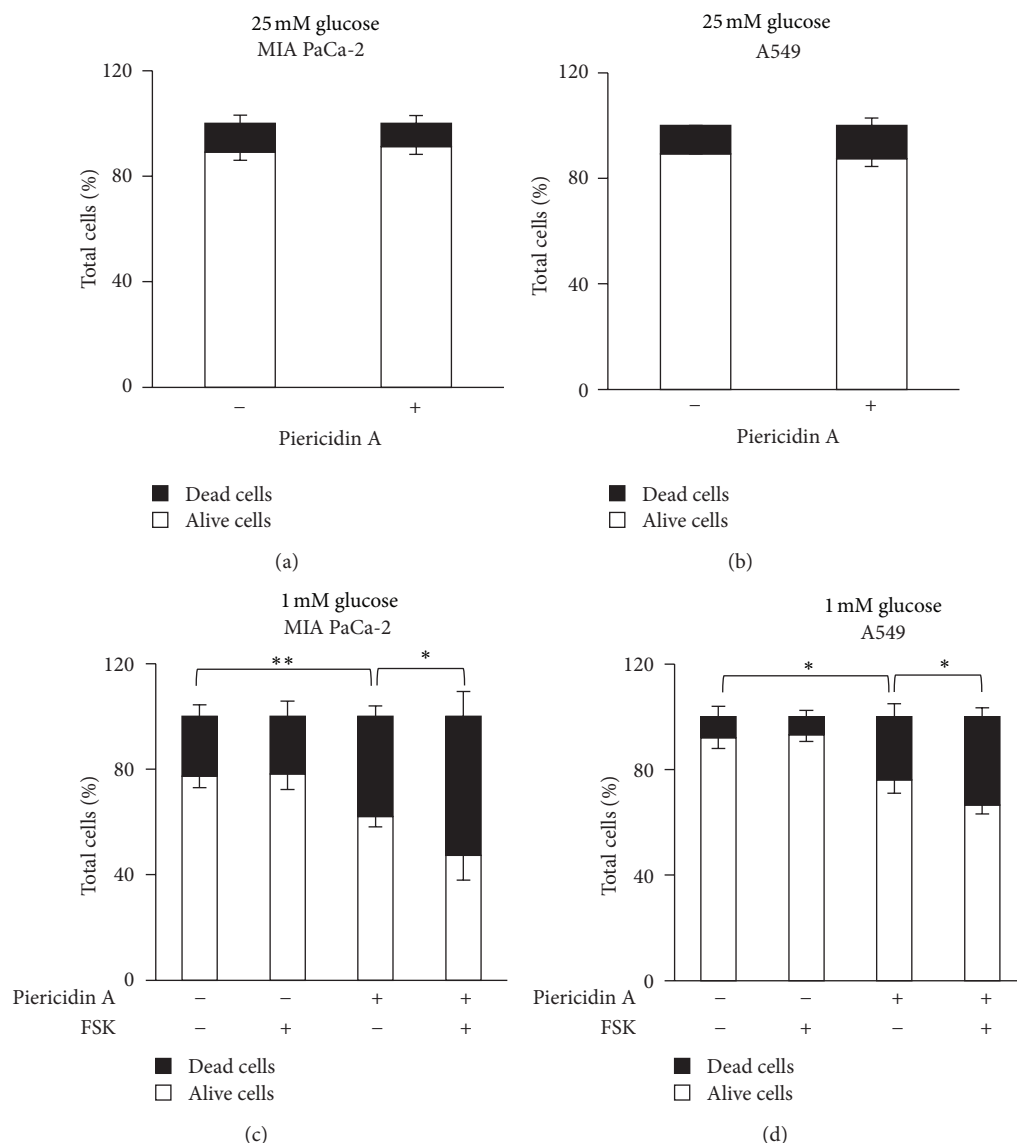 25 mM glucose
MIA PaCa-2
120
80
40
0
Total cells (%)
− +
Piericidin A
Dead cells
Alive cells
(a)
25 mM glucose
A549
120
80
40
0
Total cells (%)
− +
Piericidin A
Dead cells
Alive cells
(b)
1 mM glucose
MIA PaCa-2
** *
120
80
40
0
Total cells (%)
Piericidin A − − + +
FSK − + − +
Dead cells
Alive cells
(c)
1 mM glucose
A549
* *
120
80
40
0
Total cells (%)
Piericidin A − − + +
FSK − + − +
Dead cells
Alive cells
(d)